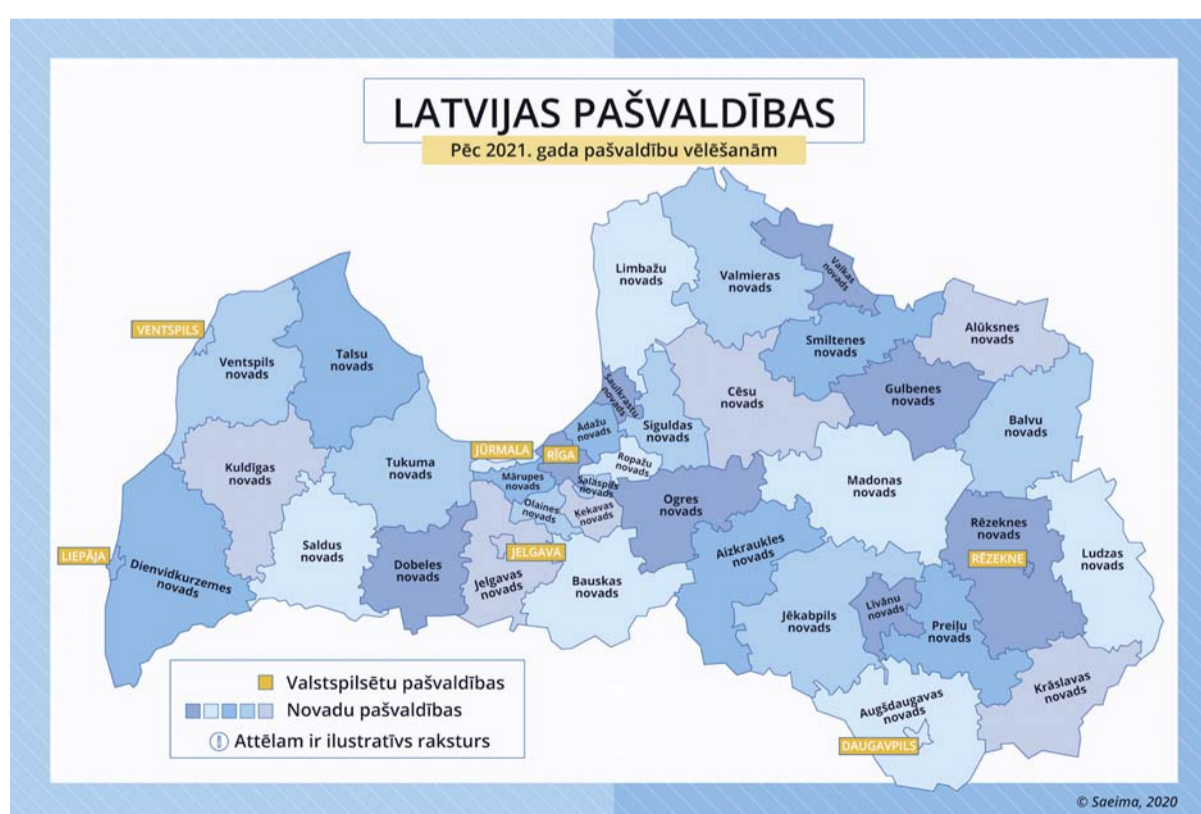 LATVIJAS PAŠVALDĪBAS
Pēc 2021. gada pašvaldību vēlēšanām
Limbažu
novads
Valmieras
novads
Valkas
novads
VENTSPILS
Ventspils
novads
Talsu
novads
Smiltenes
novads
Alūksnes
novads
Cēsu
novads
Gulbenes
novads
Balvu
novads
Saulkrastu
novads
Ādažu
novads
Siguldas
novads
JŪRMALA
RĪGA
Ropažu
novads
Kuldīgas
novads
Tukuma
novads
Mārupes
novads
Salaspils
novads
Olaines
novads
Ķekavas
novads
Ogres
novads
Madonas
novads
Rēzeknes
novads
RĒZEKNE
Ludzas
novads
LIEPĀJA
Dienvidkurzemes
novads
Saldus
novads
Dobeles
novads
JELGAVA
Jelgavas
novads
Bauskas
novads
Aizkraukles
novads
Jēkabpils
novads
Līvānu
novads
Preiļu
novads
Krāslavas
novads
Augšdaugavas
novads
DAUGAVPILS
Valstspilsētu pašvaldības
Novadu pašvaldības
Attēlam ir ilustratīvs raksturs
© Saeima, 2020